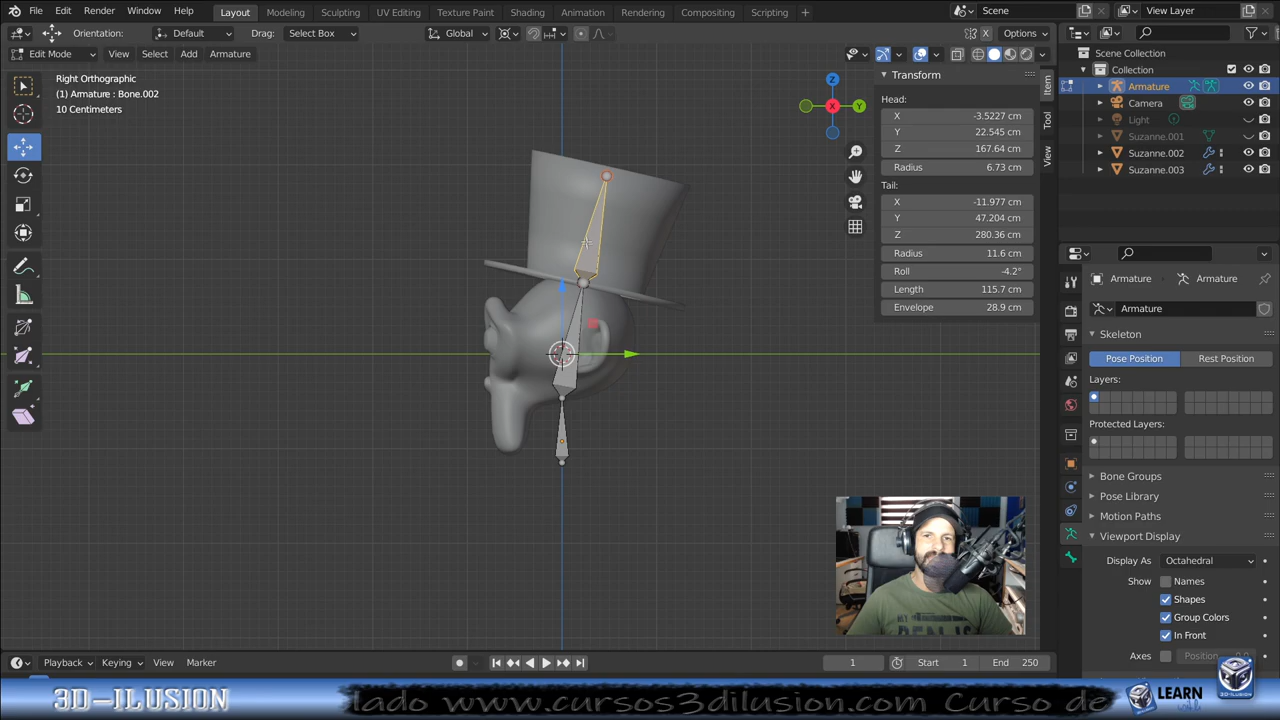 File Edit Render Window Help Layout Modeling Sculpting UV Editing Texture Paint Shading Animation Rendering Compositing Scripting + Scene View Layer
Orientation: Default Drag: Select Box Global X Options
Edit Mode View Select Add Armature
Right Orthographic
(1) Armature : Bone.002
10 Centimeters
Z
Y
X
Transform
Head:
X -3.5227 cm
Y 22.545 cm
Z 167.64 cm
Radius 6.73 cm
Tail:
X -11.977 cm
Y 47.204 cm
Z 280.36 cm
Radius 11.6 cm
Roll -4.2°
Length 115.7 cm
Envelope 28.9 cm
Item
Tool
View
Scene Collection
Collection
Armature
Camera
Light
Suzanne.001
Suzanne.002
Suzanne.003
Armature Armature
Armature
Skeleton
Pose Position Rest Position
Layers:
Protected Layers:
Bone Groups
Pose Library
Motion Paths
Viewport Display
Display As Octahedral
Show Names
Shapes
Group Colors
In Front
Axes Position
Playback Keying View Marker 1 Start 1 End 250
3D-ILUSION lado www.cursos3dilusion.com Curso de LEARN